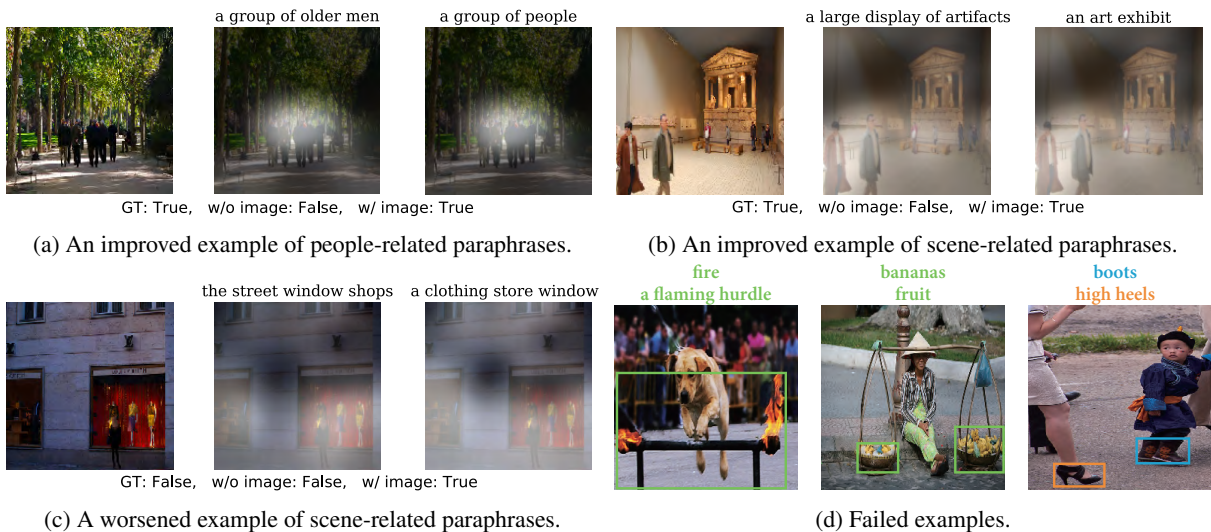 a group of older men
a group of people
GT: True, w/o image: False, w/ image: True
(a) An improved example of people-related paraphrases.
a large display of artifacts
an art exhibit
GT: True, w/o image: False, w/ image: True
(b) An improved example of scene-related paraphrases.
the street window shops
a clothing store window
GT: False, w/o image: False, w/ image: True
(c) A worsened example of scene-related paraphrases.
fire
a flaming hurdle
bananas
fruit
boots
high heels
(d) Failed examples.